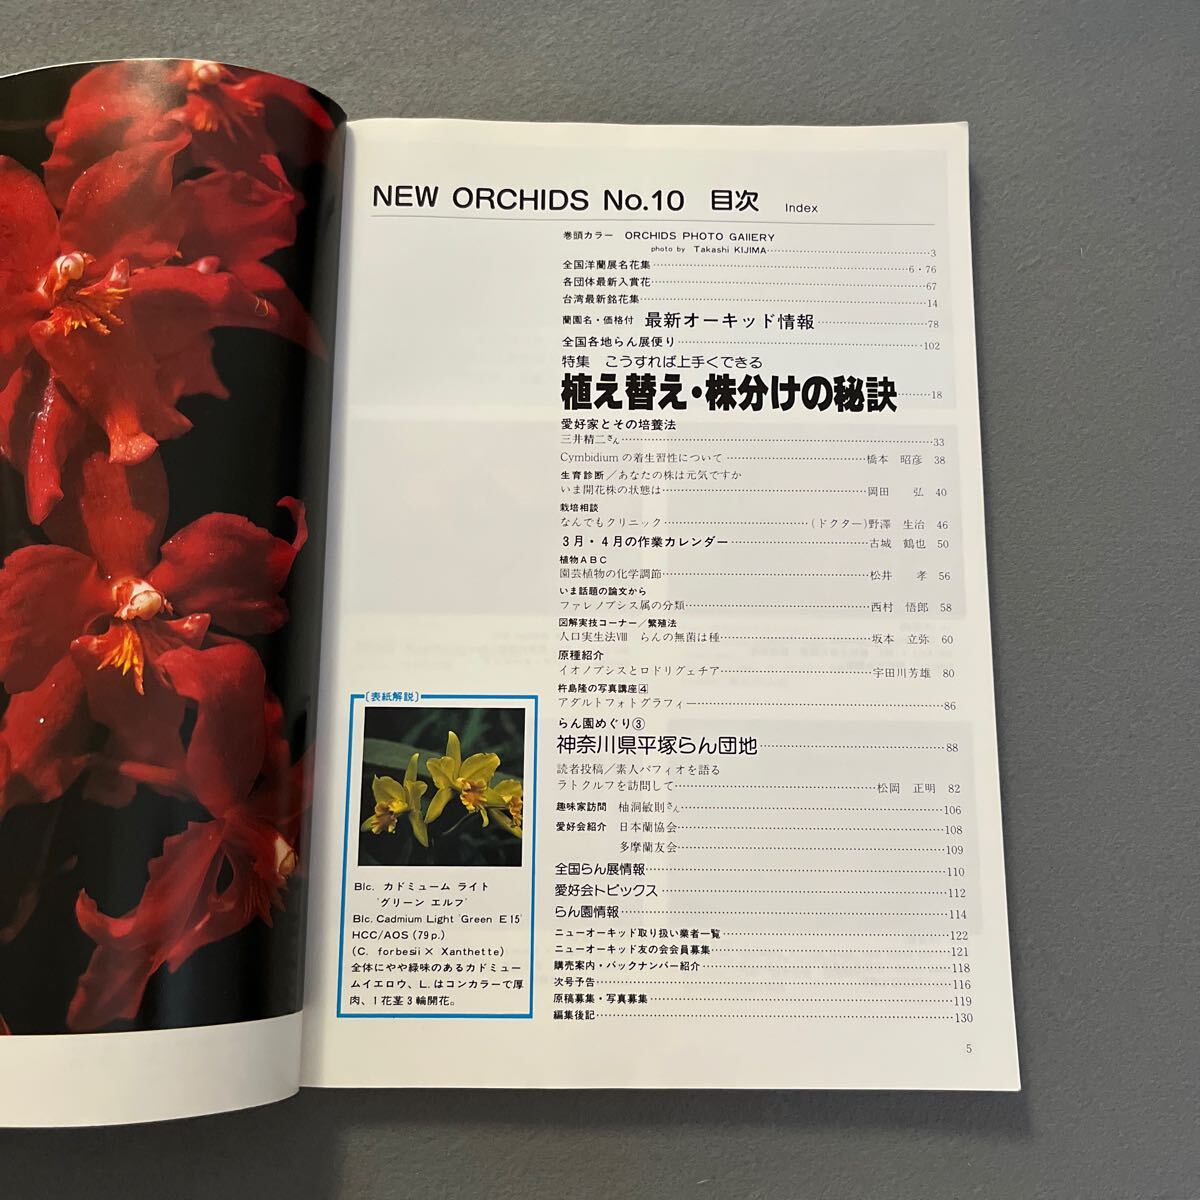 NEW ORCHIDS No.10 目次 Index
巻頭カラー ORCHIDS PHOTO GAllERY
photo by Takashi KIJIMA……3
全国洋蘭展名花集……6・76
各団体最新入賞花……67
台湾最新銘花集……14
蘭園名・価格付 最新オーキッド情報……78
全国各地らん展便り……102
特集 こうすれば上手くできる
植え替え・株分けの秘訣……18
愛好家とその培養法
三井精二さん……33
Cymbidiumの着生習性について……橋本 昭彦 38
生育診断／あなたの株は元気ですか
いま開花株の状態は……岡田 弘 40
栽培相談
なんでもクリニック……(ドクター)野澤 生治 46
3月・4月の作業カレンダー……古城 鶴也 50
植物ABC
園芸植物の化学調節……松井 孝 56
いま話題の論文から
ファレノプシス属の分類……西村 悟郎 58
図解実技コーナー／繁殖法
人口実生法Ⅷ らんの無菌は種……坂本 立弥 60
原種紹介
イオノプシスとロドリグェチア……宇田川芳雄 80
杵島隆の写真講座④
アダルトフォトグラフィー……86
らん園めぐり③
神奈川県平塚らん団地……88
読者投稿／素人パフィオを語る
ラトクルフを訪問して……松岡 正明 82
趣味家訪問 柚洞敏則さん……106
愛好会紹介 日本蘭協会……108
多摩蘭友会……109
全国らん展情報……110
愛好会トピックス……112
らん園情報……114
ニューオーキッド取り扱い業者一覧……122
ニューオーキッド友の会会員募集……121
購売案内・バックナンバー紹介……118
次号予告……116
原稿募集・写真募集……119
編集後記……130
〔表紙解説〕
Blc. カドミューム ライト
'グリーン エルフ'
Blc. Cadmium Light 'Green E15'
HCC/AOS (79p.)
(C. forbesii × Xanthette)
全体にやや緑味のあるカドミュー
ムイエロウ、L.はコンカラーで厚
肉、1花茎3輪開花。
5